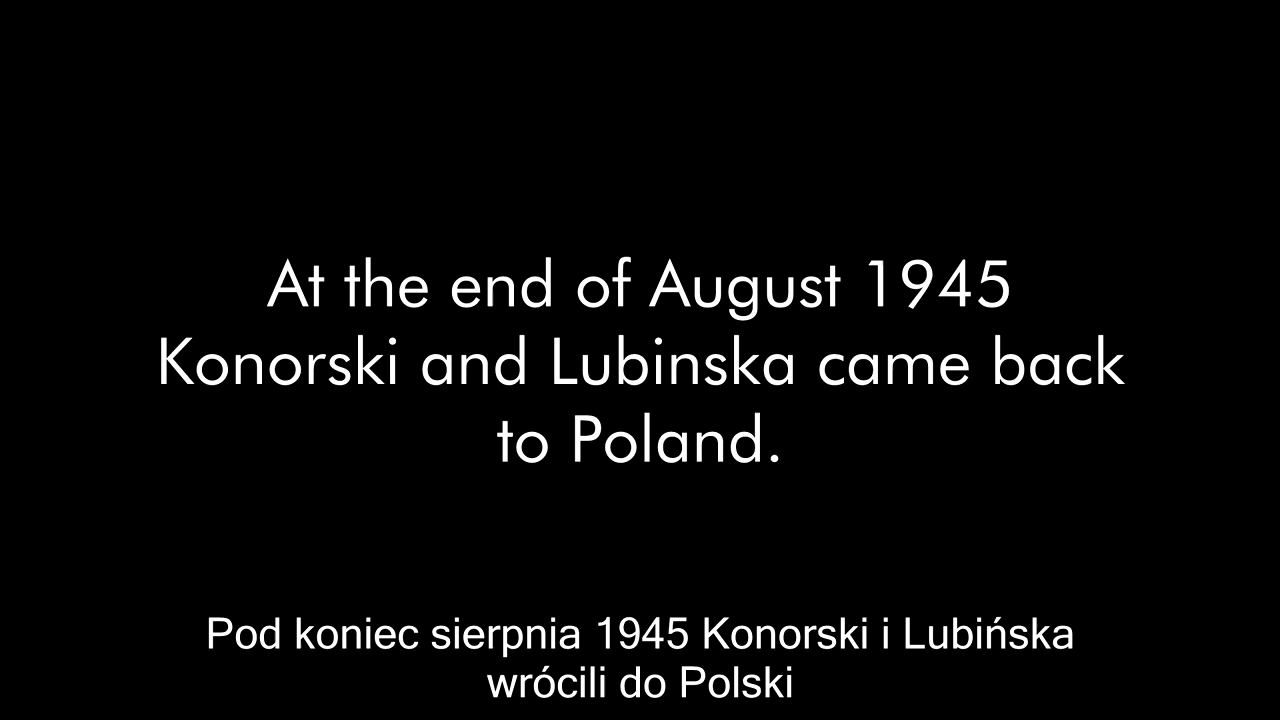 At the end of August 1945
Konorski and Lubinska came back
to Poland.
Pod koniec sierpnia 1945 Konorski i Lubińska
wrócili do Polski